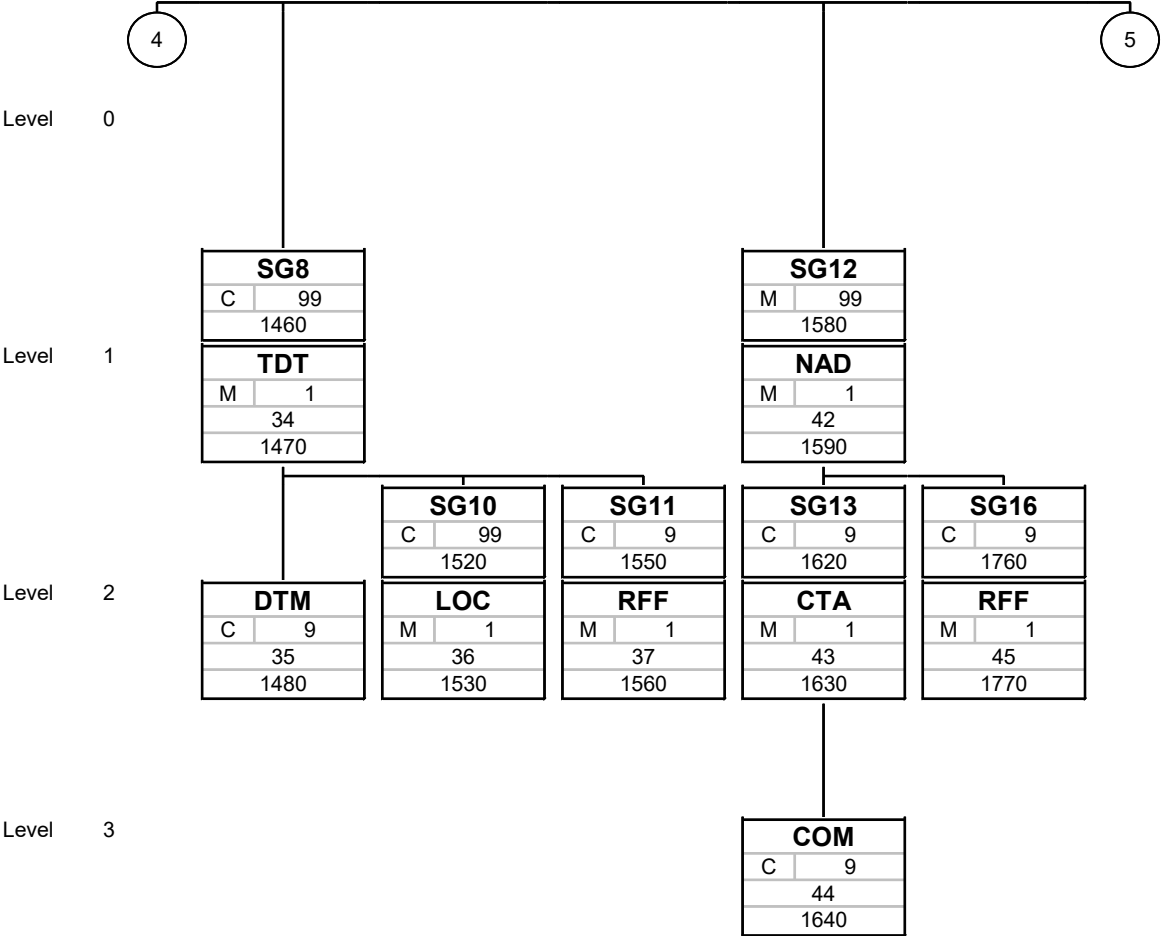 4
5
Level 0
SG8
C 99
1460
SG12
M 99
1580
Level 1
TDT
M 1
34
1470
NAD
M 1
42
1590
SG10
C 99
1520
SG11
C 9
1550
SG13
C 9
1620
SG16
C 9
1760
Level 2
DTM
C 9
35
1480
LOC
M 1
36
1530
RFF
M 1
37
1560
CTA
M 1
43
1630
RFF
M 1
45
1770
Level 3
COM
C 9
44
1640